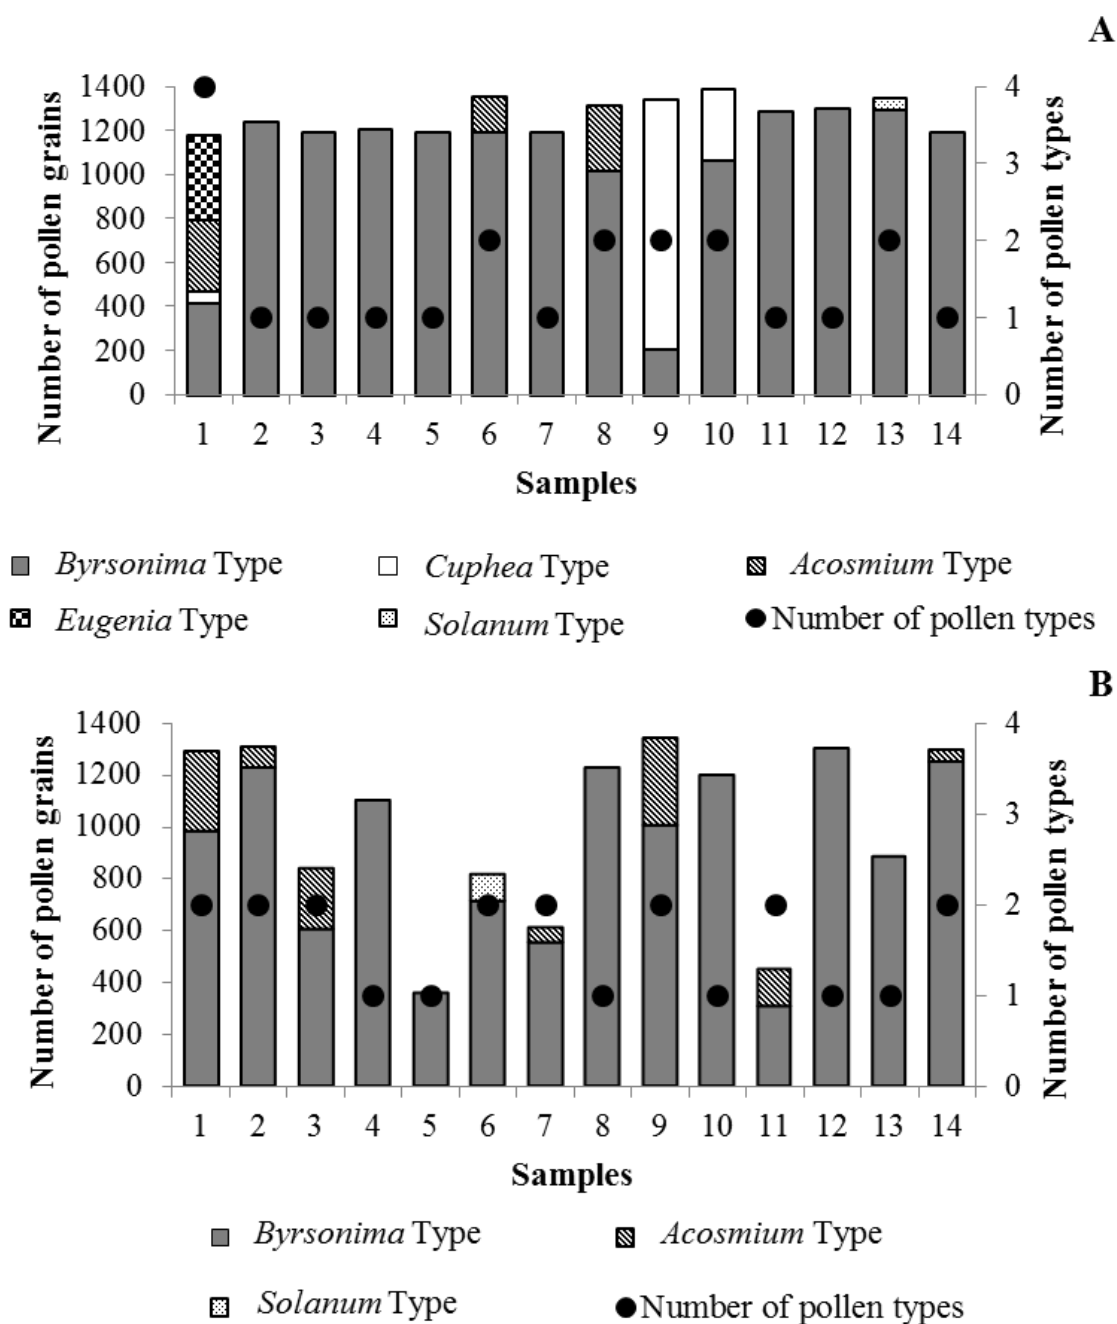 A
Number of pollen grains
1400
1200
1000
800
600
400
200
0
4
3
2
1
0
Number of pollen types
1 2 3 4 5 6 7 8 9 10 11 12 13 14
Samples
Byrsonima Type Cuphea Type Acosmium Type
Eugenia Type Solanum Type Number of pollen types
B
Number of pollen grains
1400
1200
1000
800
600
400
200
0
4
3
2
1
0
Number of pollen types
1 2 3 4 5 6 7 8 9 10 11 12 13 14
Samples
Byrsonima Type Acosmium Type
Solanum Type Number of pollen types